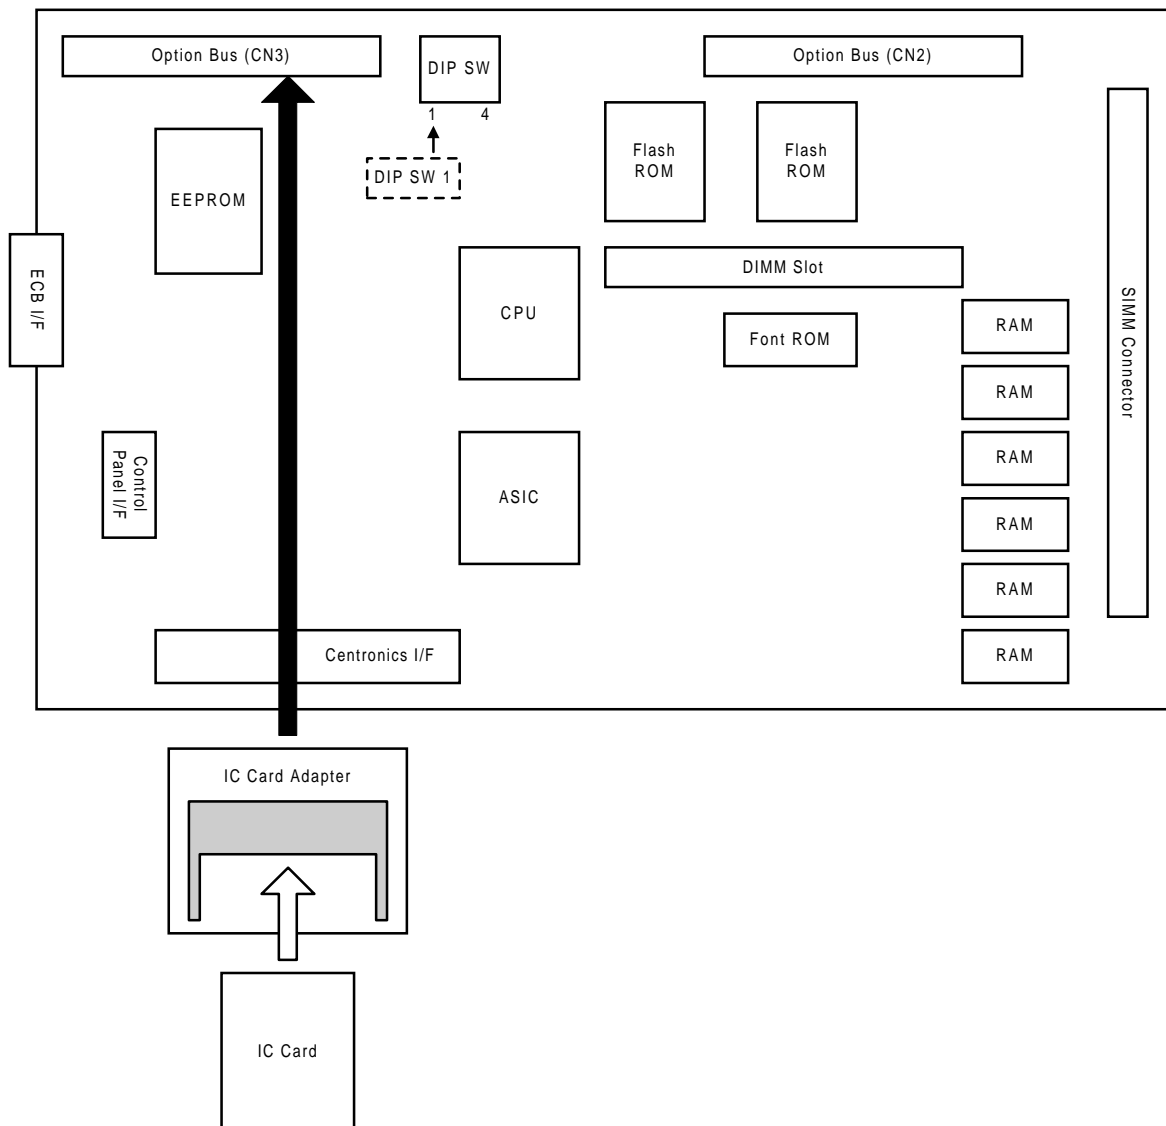 Option Bus (CN3)
DIP SW
1 4
DIP SW 1
Option Bus (CN2)
EEPROM
Flash
ROM
Flash
ROM
ECB I/F
CPU
DIMM Slot
Font ROM
SIMM Connector
RAM
RAM
RAM
RAM
RAM
RAM
Control
Panel I/F
ASIC
Centronics I/F
IC Card Adapter
IC Card